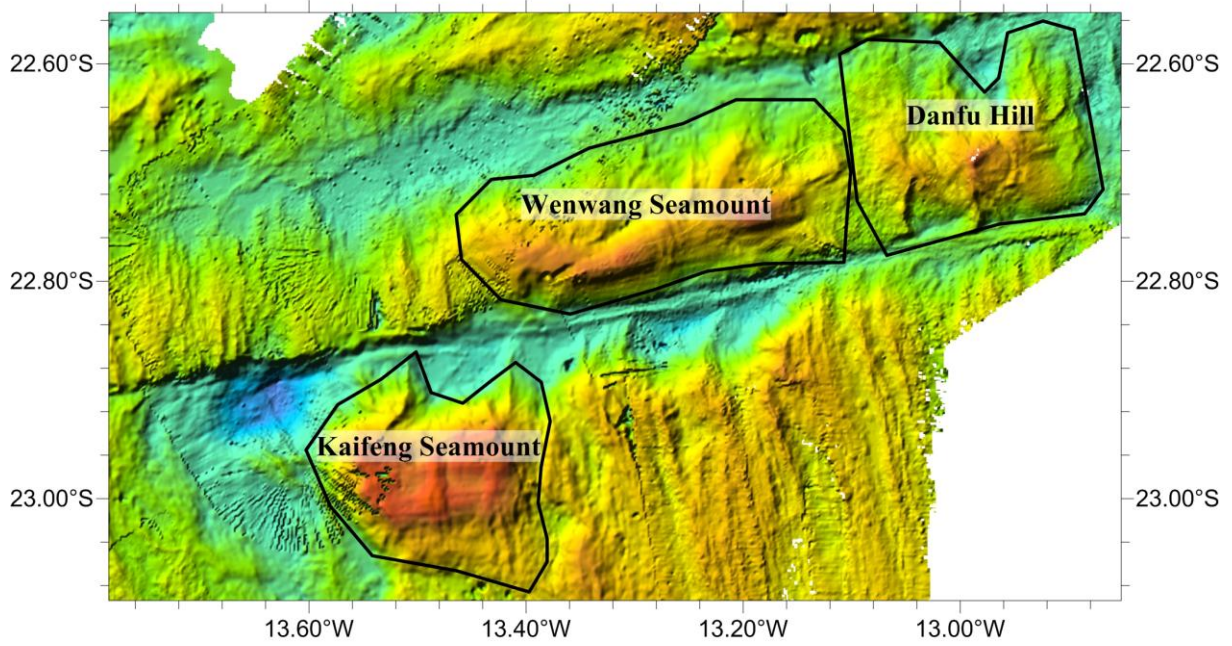 22.60°S
22.60°S
Danfu Hill
Wenwang Seamount
22.80°S
22.80°S
Kaifeng Seamount
23.00°S
23.00°S
13.60°W
13.40°W
13.20°W
13.00°W